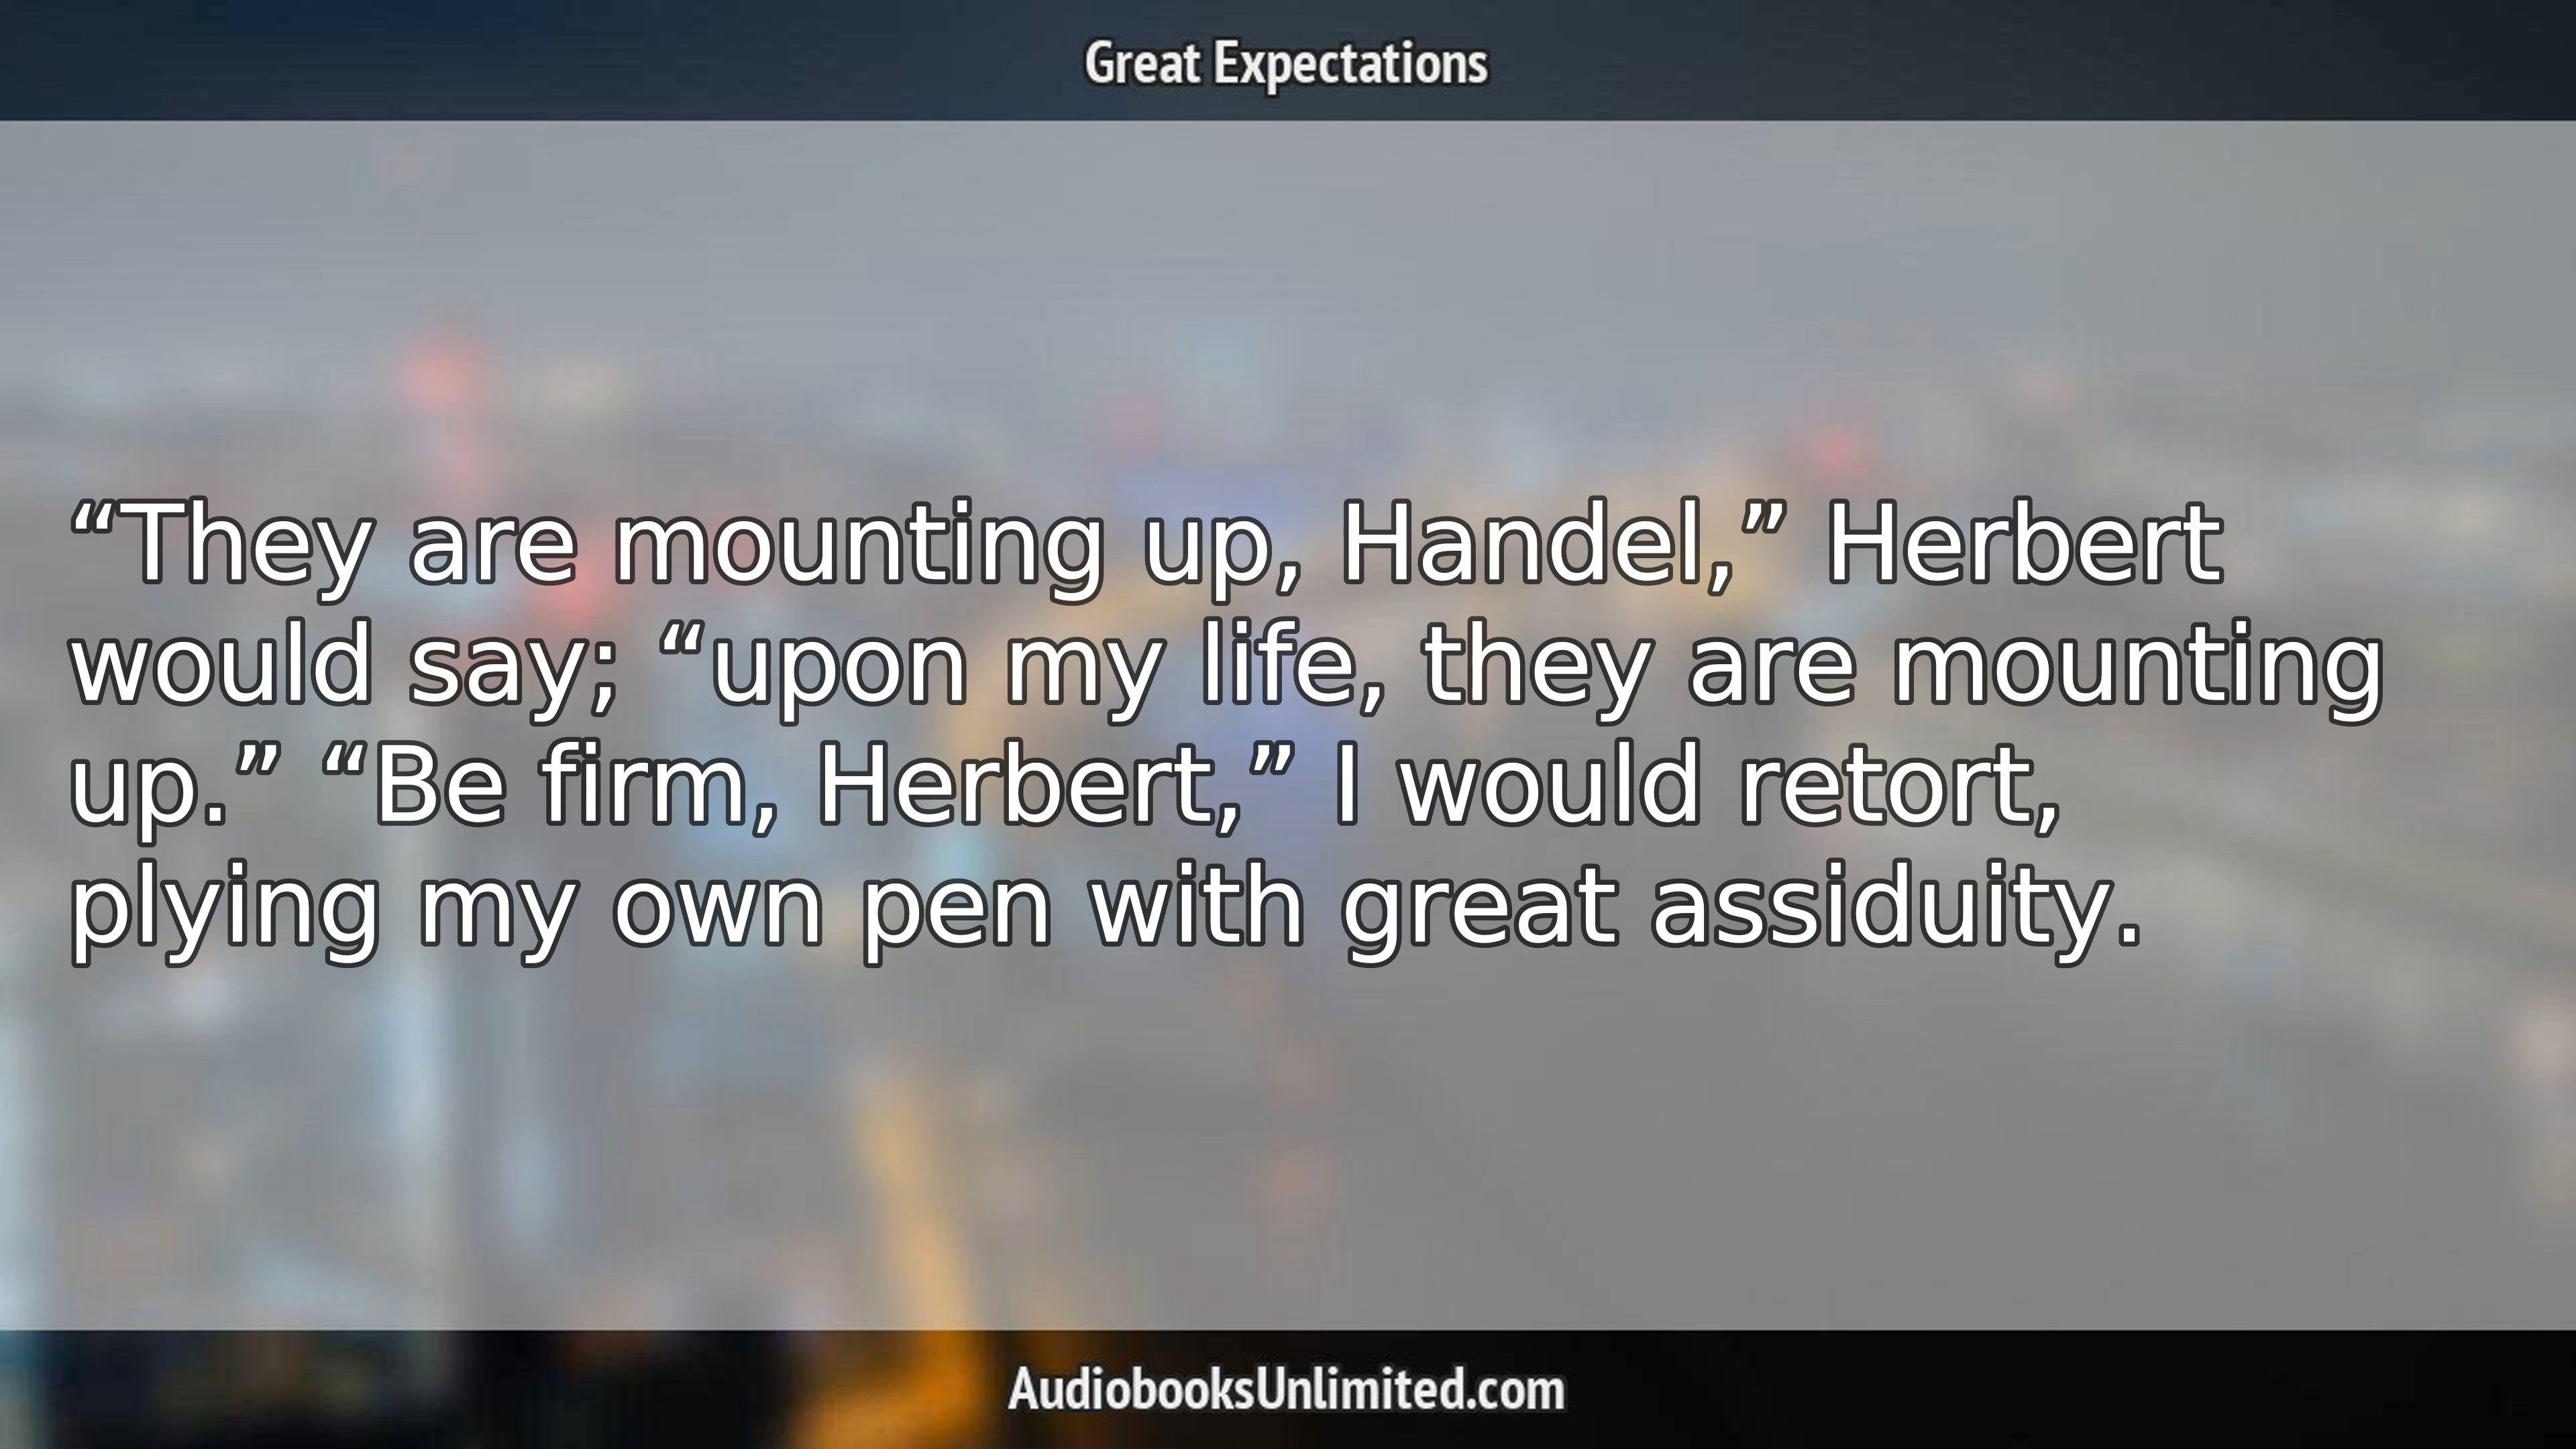 Great Expectations
“They are mounting up, Handel,” Herbert
would say; “upon my life, they are mounting
up.” “Be firm, Herbert,” I would retort,
plying my own pen with great assiduity.
AudiobooksUnlimited.com